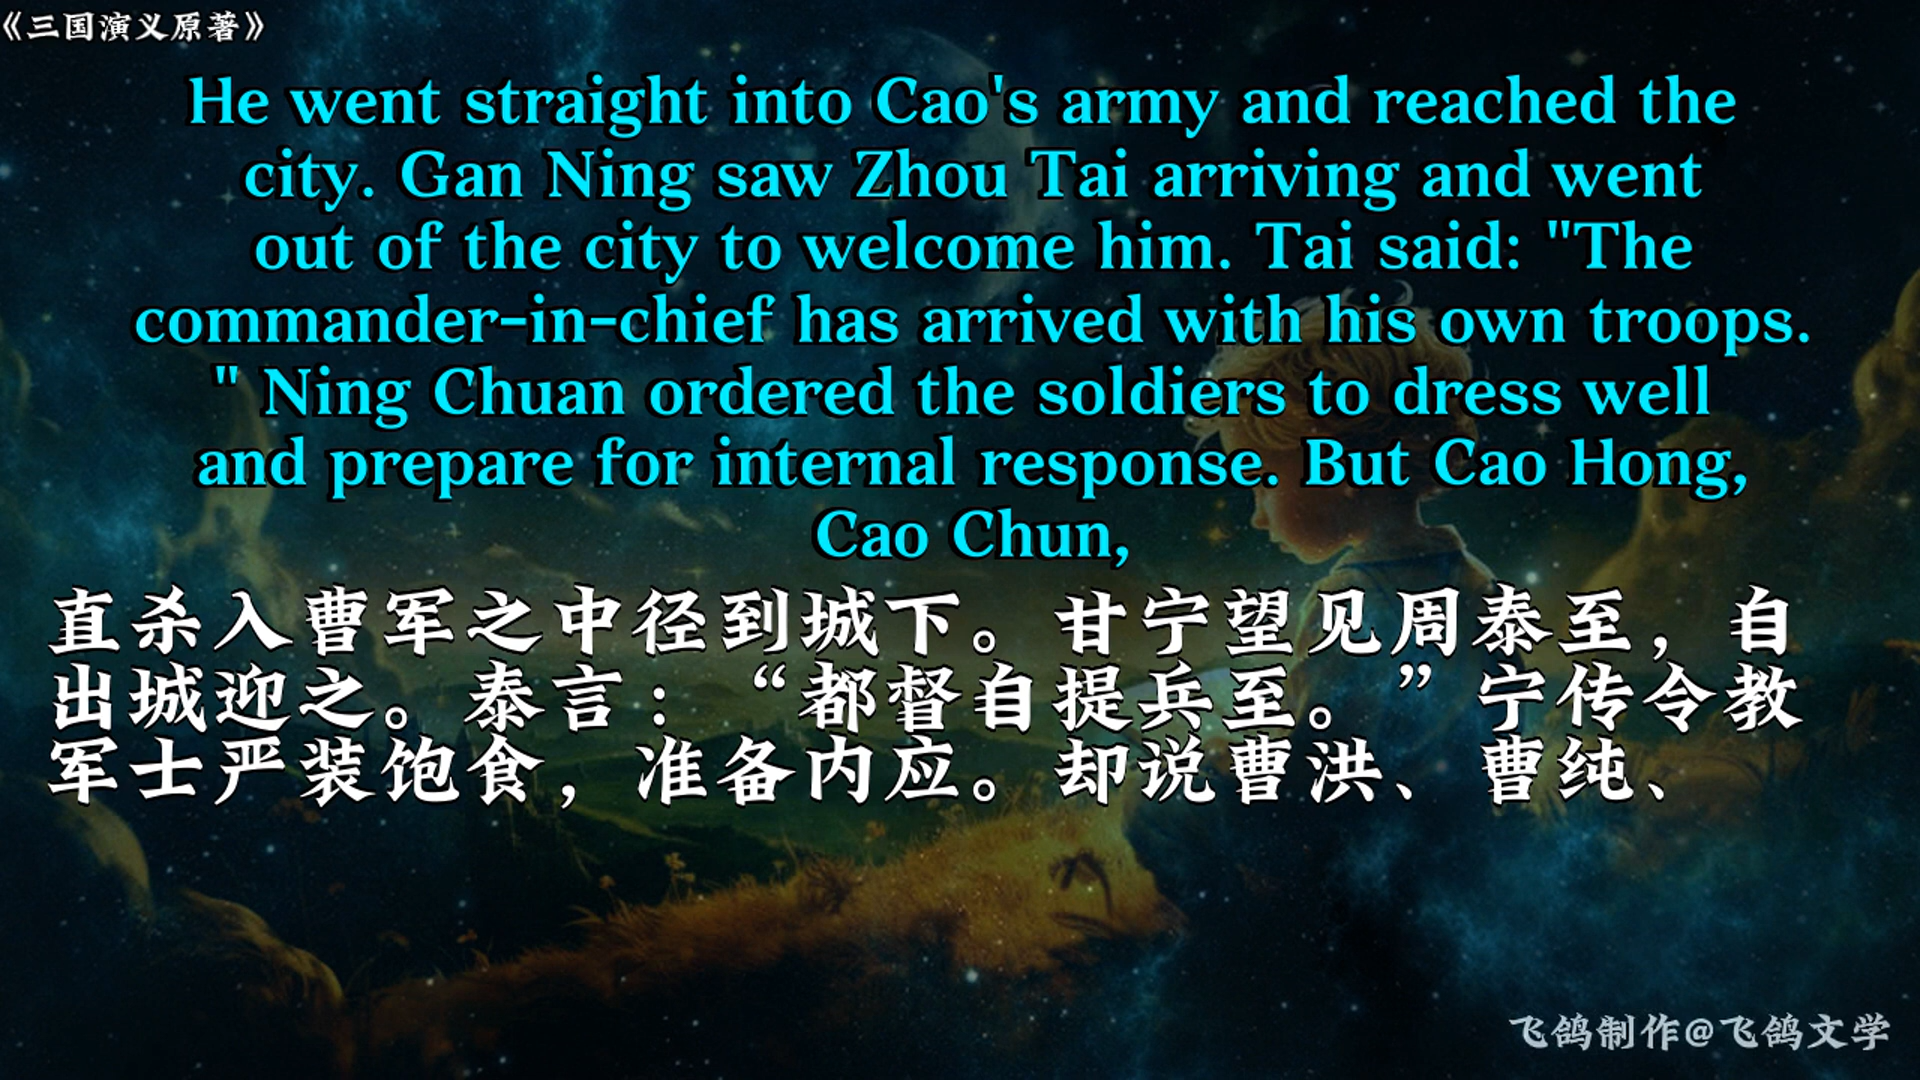 《三国演义原著》
He went straight into Cao's army and reached the
city. Gan Ning saw Zhou Tai arriving and went
out of the city to welcome him. Tai said: "The
commander-in-chief has arrived with his own troops.
" Ning Chuan ordered the soldiers to dress well
and prepare for internal response. But Cao Hong,
Cao Chun,
直杀入曹军之中径到城下。甘宁望见周泰至，自
出城迎之。泰言：“都督自提兵至。”宁传令教
军士严装饱食，准备内应。却说曹洪、曹纯、
飞鸽制作@飞鸽文学